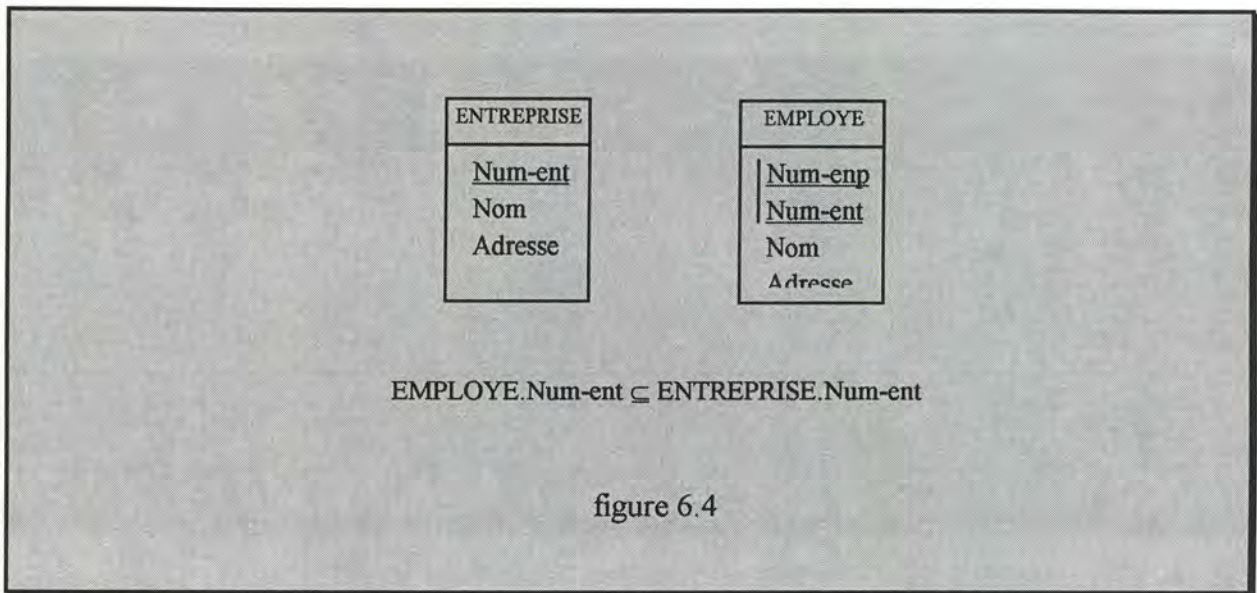 ENTREPRISE
Num-ent
Nom
Adresse
EMPLOYE
Num-enp
Num-ent
Nom
Adresse
EMPLOYE.Num-ent ⊆ ENTREPRISE.Num-ent
figure 6.4